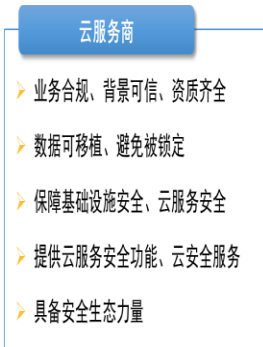 云服务商
业务合规、背景可信、资质齐全
数据可移植、避免被锁定
保障基础设施安全、云服务安全
提供云服务安全功能、云安全服务
具备安全生态力量